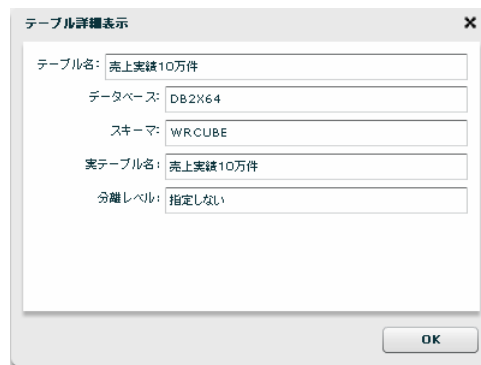 テーブル詳細表示
テーブル名: 売上実績10万件
データベース: DB2X64
スキーマ: WRCUBE
実テーブル名: 売上実績10万件
分離レベル: 指定しない
OK